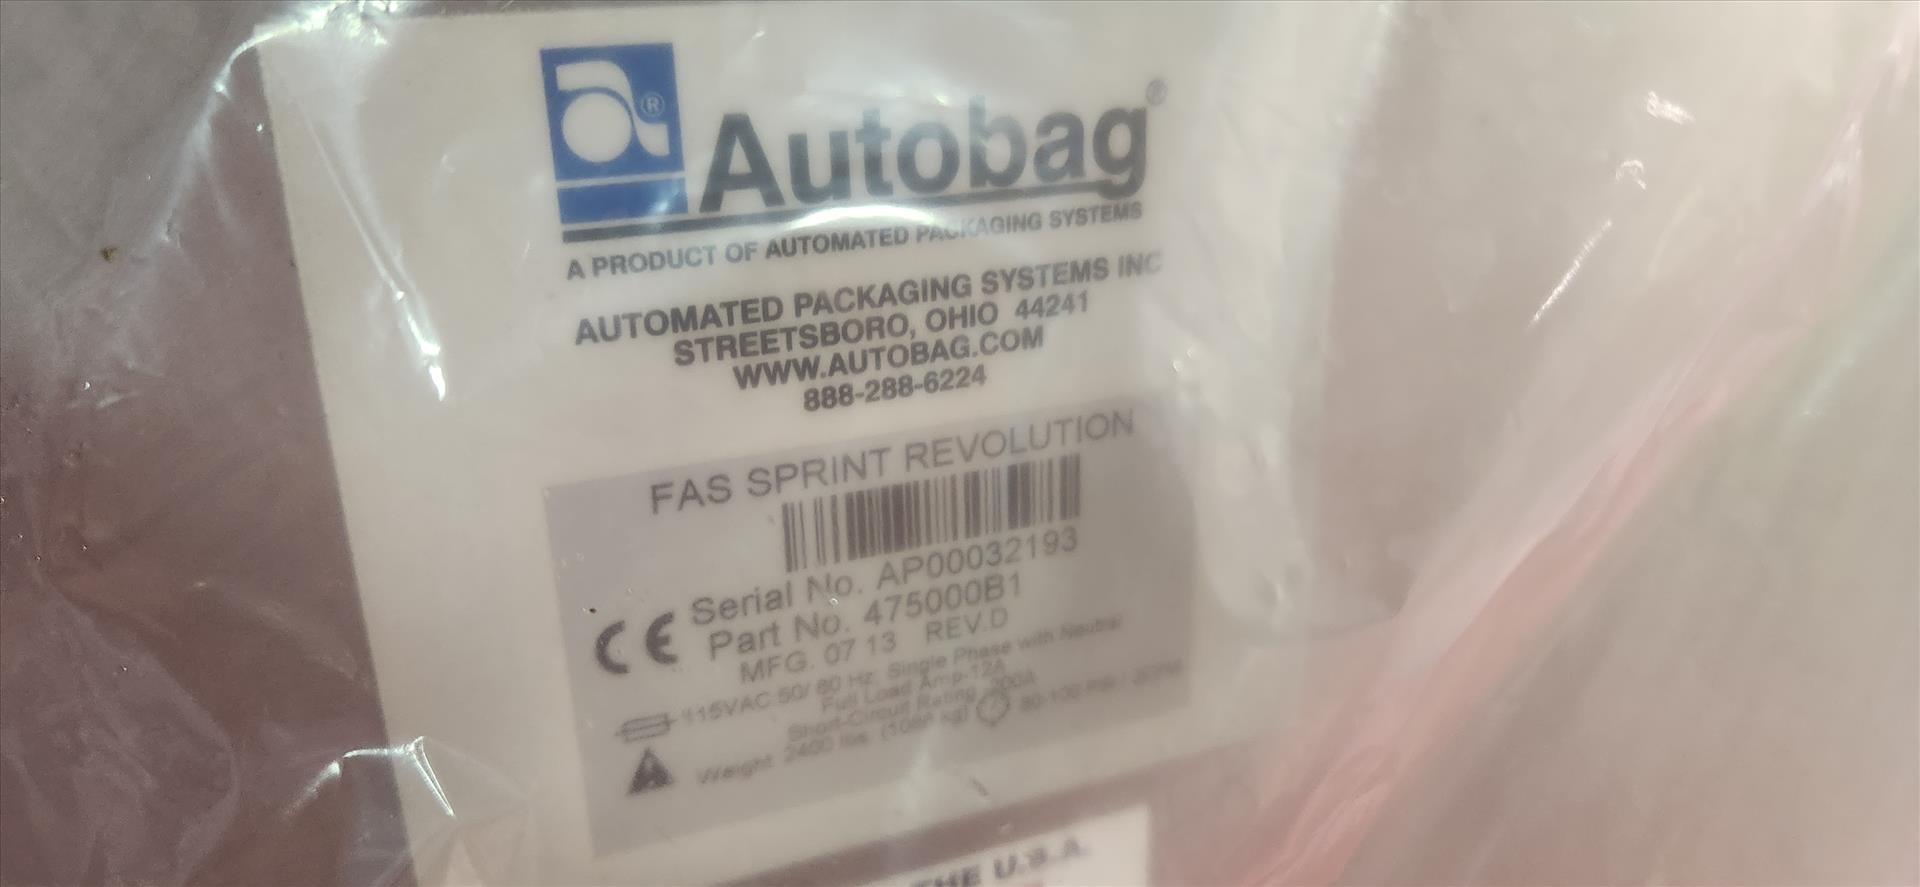 a®
Autobag®
A PRODUCT OF AUTOMATED PACKAGING SYSTEMS
AUTOMATED PACKAGING SYSTEMS INC
STREETSBORO, OHIO 44241
WWW.AUTOBAG.COM
888-288-6224
FAS SPRINT REVOLUTION
Serial No. AP00032193
CE Part No. 475000B1
MFG. 07 13 REV.D
115VAC 50/ 60 Hz, Single Phase with Neutral
Full Load Amp-12A
Short-Circuit Rating 200A
Weight: 2400 lbs.
THE U.S.A.